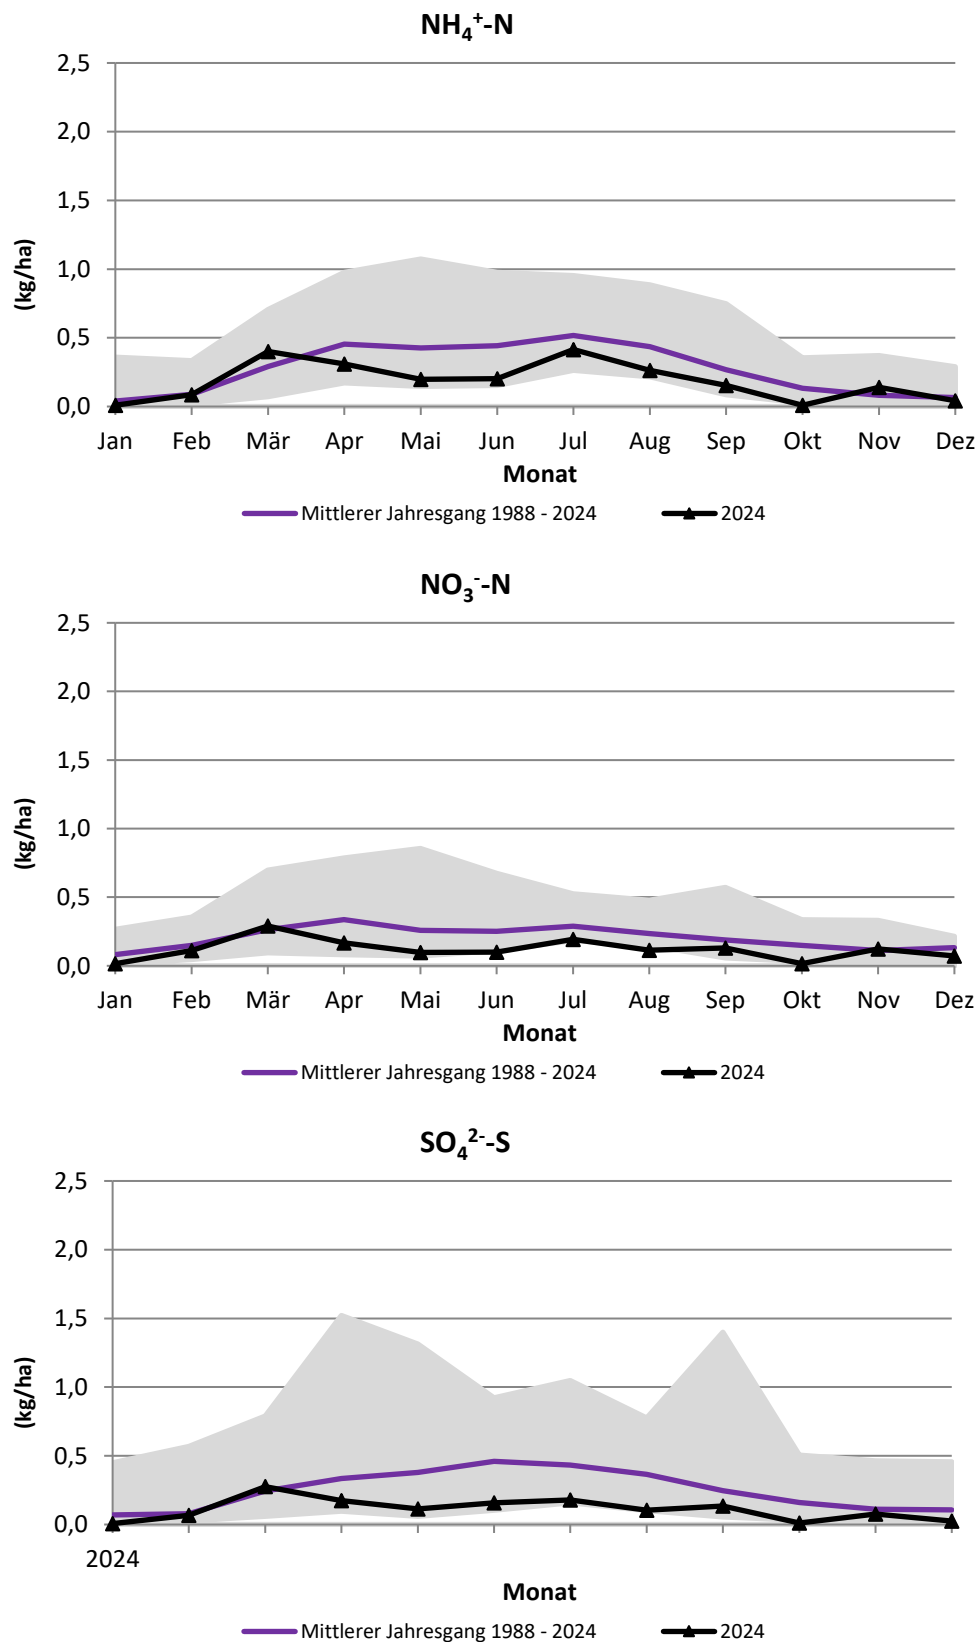 NH₄⁺-N
2,5
2,0
1,5
1,0
0,5
0,0
(kg/ha)
Jan Feb Mär Apr Mai Jun Jul Aug Sep Okt Nov Dez
Monat
Mittlerer Jahresgang 1988 - 2024 2024
NO₃⁻-N
2,5
2,0
1,5
1,0
0,5
0,0
(kg/ha)
Jan Feb Mär Apr Mai Jun Jul Aug Sep Okt Nov Dez
Monat
Mittlerer Jahresgang 1988 - 2024 2024
SO₄²⁻-S
2,5
2,0
1,5
1,0
0,5
0,0
(kg/ha)
2024
Monat
Mittlerer Jahresgang 1988 - 2024 2024